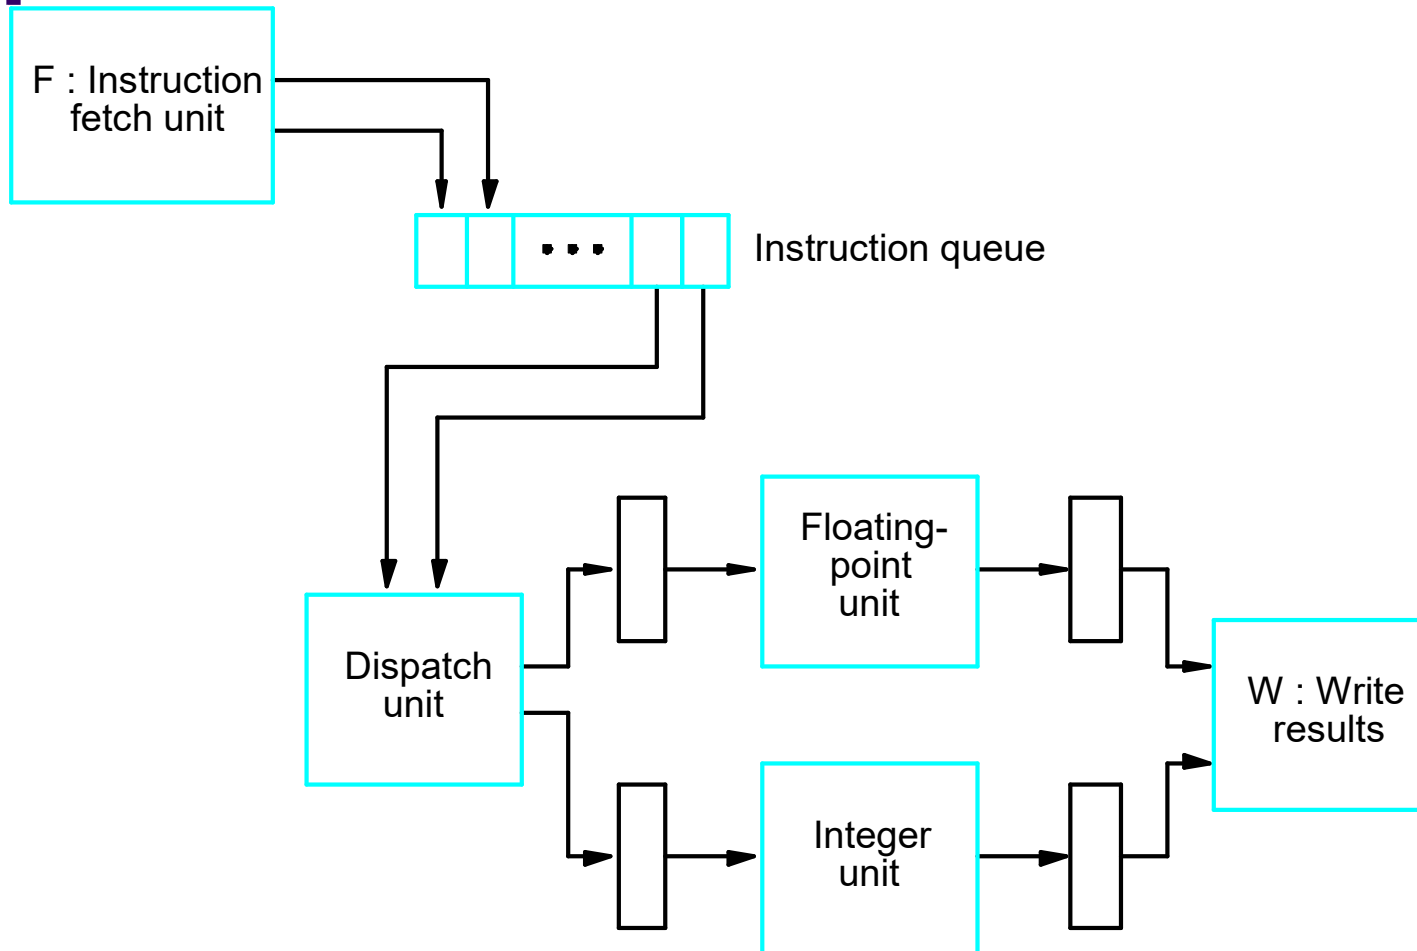 F : Instruction
fetch unit
Instruction queue
Floating-
point
unit
Dispatch
unit
W : Write
results
Integer
unit